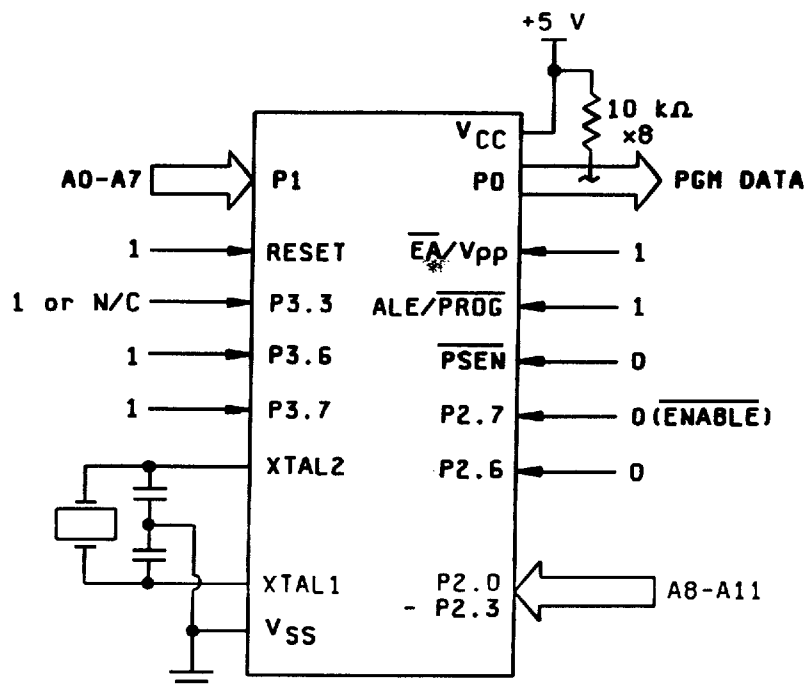 +5 V
10 kΩ
x8
VCC
A0-A7
P1
P0
PGM DATA
1
RESET
EA/Vpp
1
1 or N/C
P3.3
ALE/PROG
1
1
P3.6
PSEN
0
1
P3.7
P2.7
0(ENABLE)
XTAL2
P2.6
0
XTAL1
P2.0
- P2.3
A8-A11
VSS